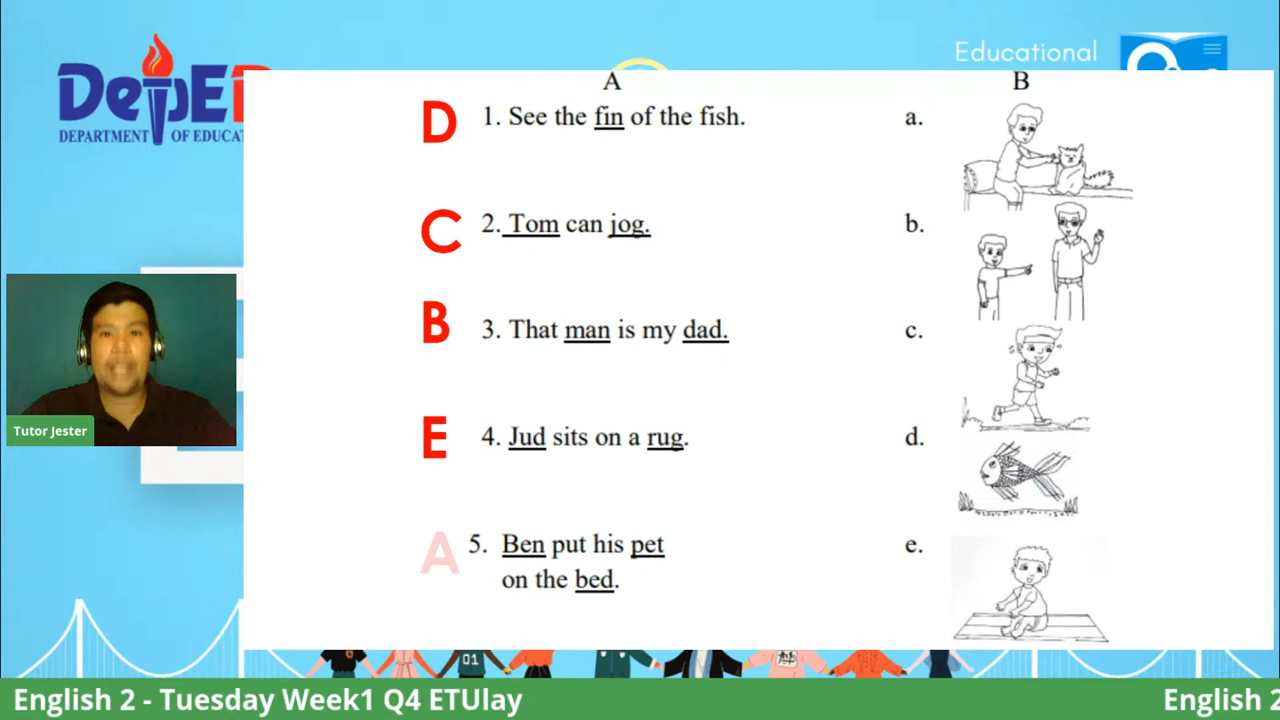 DepED
DEPARTMENT OF EDUCAT
Educational
A
B
D
1. See the fin of the fish.
a.
C
2. Tom can jog.
b.
B
3. That man is my dad.
c.
E
4. Jud sits on a rug.
d.
A
5. Ben put his pet
on the bed.
e.
Tutor Jester
01
English 2 - Tuesday Week1 Q4 ETUlay
English 2